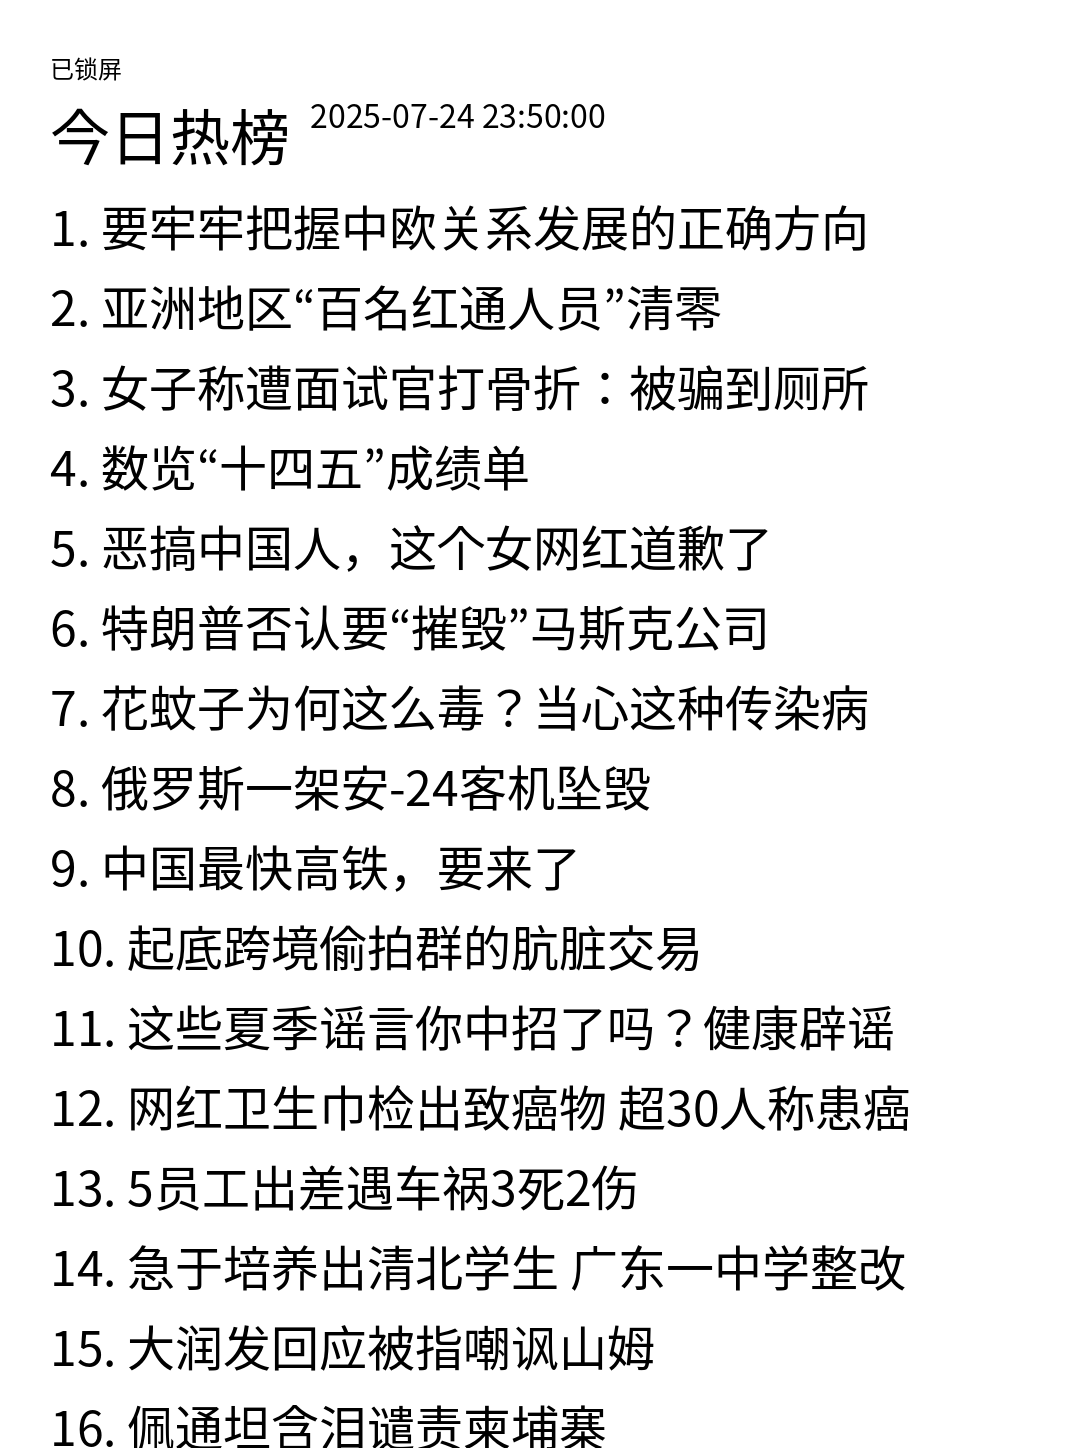 已锁屏
今日热榜 2025-07-24 23:50:00
1. 要牢牢把握中欧关系发展的正确方向
2. 亚洲地区“百名红通人员”清零
3. 女子称遭面试官打骨折：被骗到厕所
4. 数览“十四五”成绩单
5. 恶搞中国人，这个女网红道歉了
6. 特朗普否认要“摧毁”马斯克公司
7. 花蚊子为何这么毒？当心这种传染病
8. 俄罗斯一架安-24客机坠毁
9. 中国最快高铁，要来了
10. 起底跨境偷拍群的肮脏交易
11. 这些夏季谣言你中招了吗？健康辟谣
12. 网红卫生巾检出致癌物 超30人称患癌
13. 5员工出差遇车祸3死2伤
14. 急于培养出清北学生 广东一中学整改
15. 大润发回应被指嘲讽山姆
16. 佩通坦含泪谴责柬埔寨